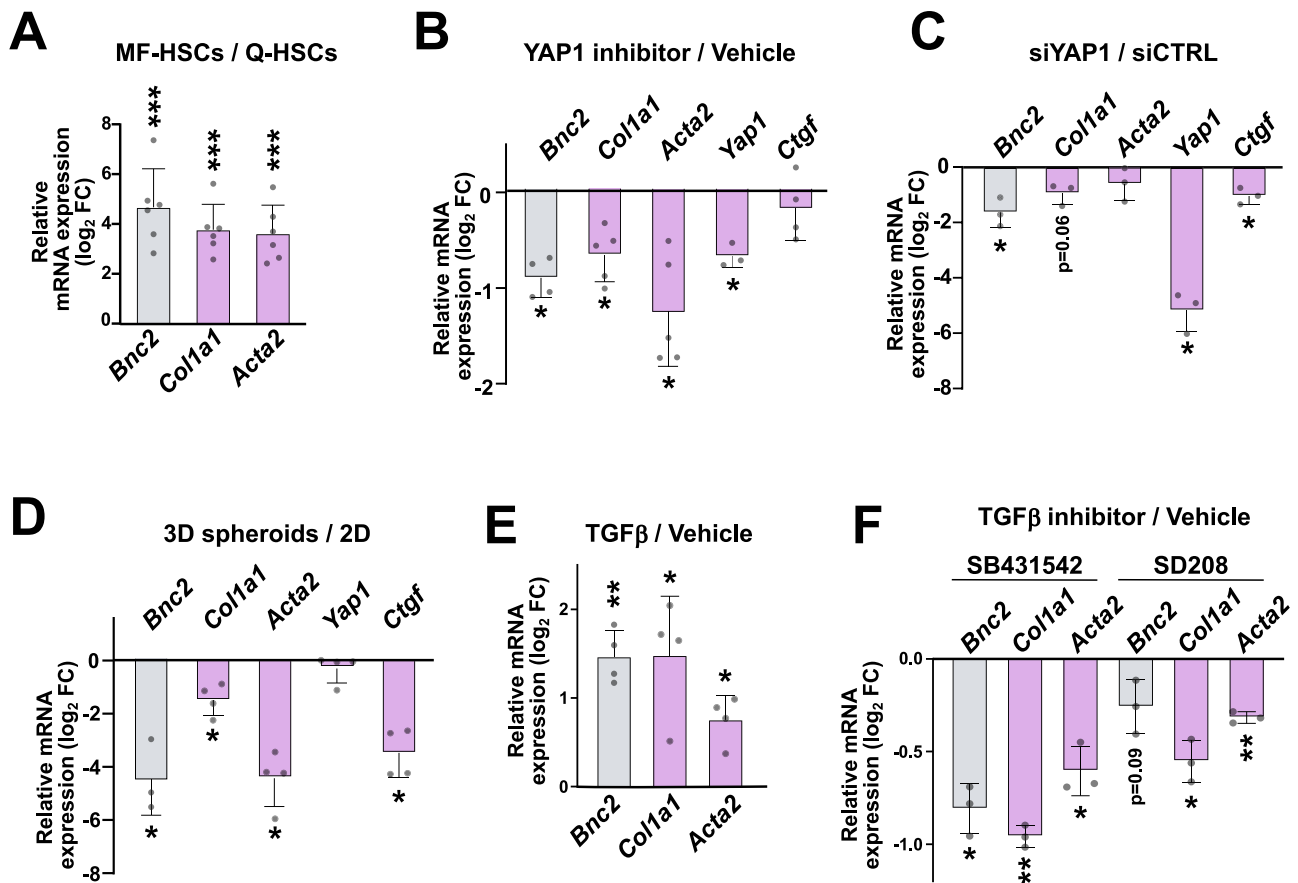 A
MF-HSCs / Q-HSCs
***
***
***
Relative
mRNA expression
(log2 FC)
8
6
4
2
0
Bnc2
Col1a1
Acta2
B
YAP1 inhibitor / Vehicle
Bnc2
Col1a1
Acta2
Yap1
Ctgf
Relative mRNA
expression (log2 FC)
0
-1
-2
*
*
*
*
C
siYAP1 / siCTRL
Bnc2
Col1a1
Acta2
Yap1
Ctgf
Relative mRNA
expression (log2 FC)
0
-2
-4
-6
-8
*
p=0.06
*
*
D
3D spheroids / 2D
Bnc2
Col1a1
Acta2
Yap1
Ctgf
Relative mRNA
expression (log2 FC)
0
-2
-4
-6
-8
*
*
*
*
E
TGFβ / Vehicle
Relative mRNA
expression (log2 FC)
2
1
0
**
*
*
Bnc2
Col1a1
Acta2
F
TGFβ inhibitor / Vehicle
SB431542
SD208
Bnc2
Col1a1
Acta2
Bnc2
Col1a1
Acta2
Relative mRNA
expression (log2 FC)
0.0
-0.5
-1.0
*
**
*
p=0.09
*
**